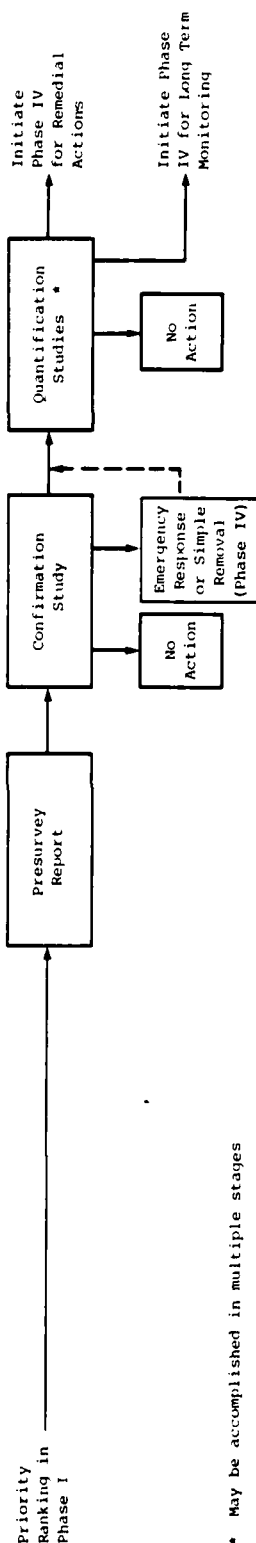 Priority
Ranking in
Phase I
Presurvey
Report
Confirmation
Study
No
Action
Emergency
Response
or Simple
Removal
(Phase IV)
Quantification
Studies *
No
Action
Initiate
Phase IV
for Remedial
Actions
Initiate Phase
IV for Long Term
Monitoring
* May be accomplished in multiple stages